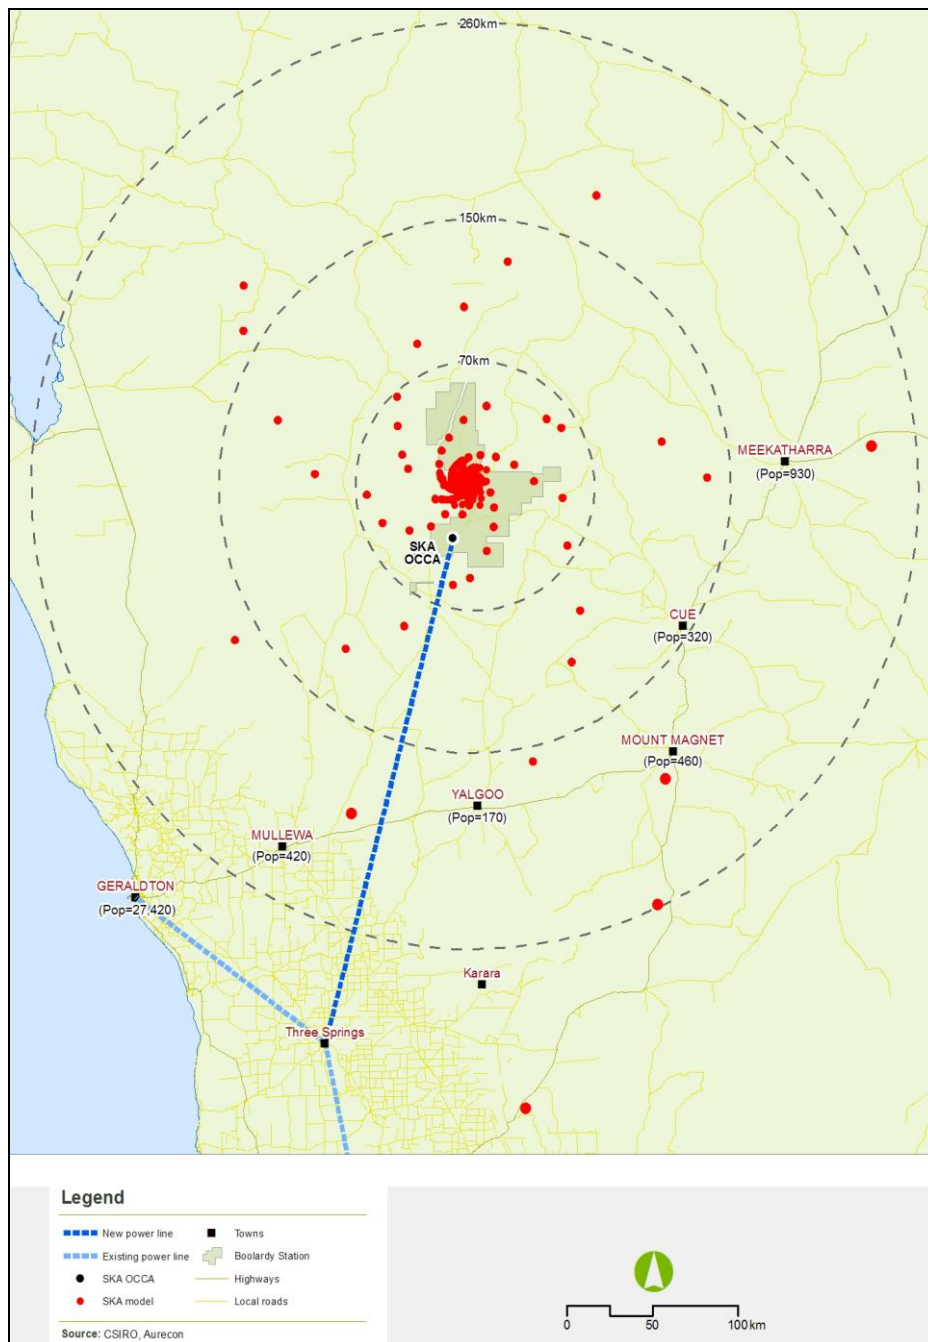 260km
150km
70km
MEEKATHARRA
(Pop=930)
SKA
OCCA
CUE
(Pop=320)
MOUNT MAGNET
(Pop=460)
YALGOO
(Pop=170)
MULLEWA
(Pop=420)
GERALDTON
(Pop=27,420)
Karara
Three Springs
Legend
New power line
Towns
Existing power line
Boolardy Station
SKA OCCA
Highways
SKA model
Local roads
Source: CSIRO, Aurecon
0 50 100 km